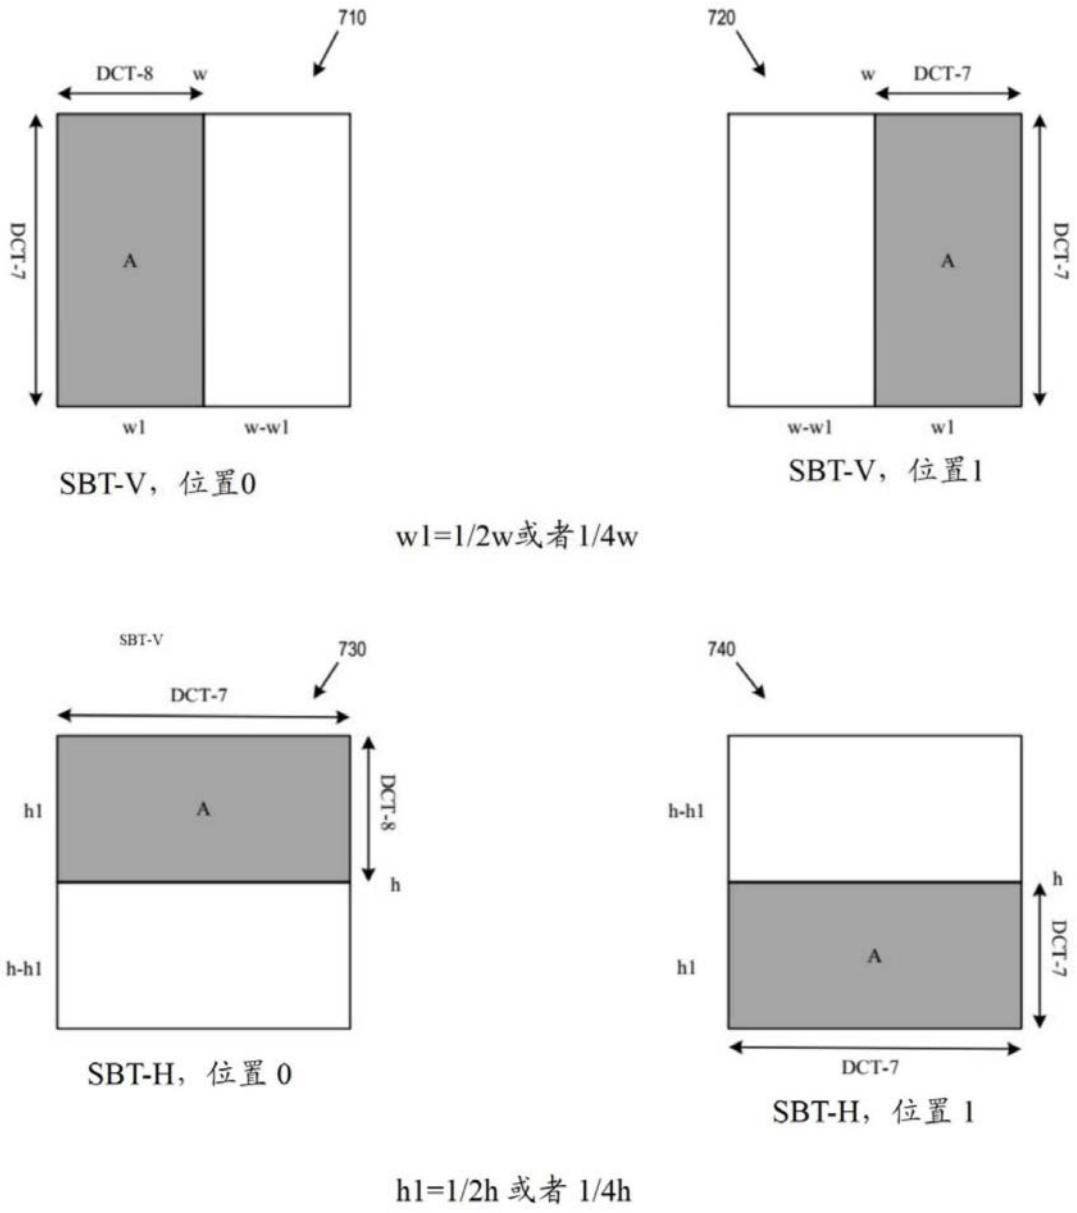 710
720
DCT-8
w
w
DCT-7
DCT-7
A
A
DCT-7
w1
w-w1
w-w1
w1
SBT-V，位置0
SBT-V，位置1
w1=1/2w或者1/4w
SBT-V
730
740
DCT-7
h1
A
DCT-8
h
h-h1
h-h1
h
h1
A
DCT-7
DCT-7
SBT-H，位置 0
SBT-H，位置 1
h1=1/2h 或者 1/4h